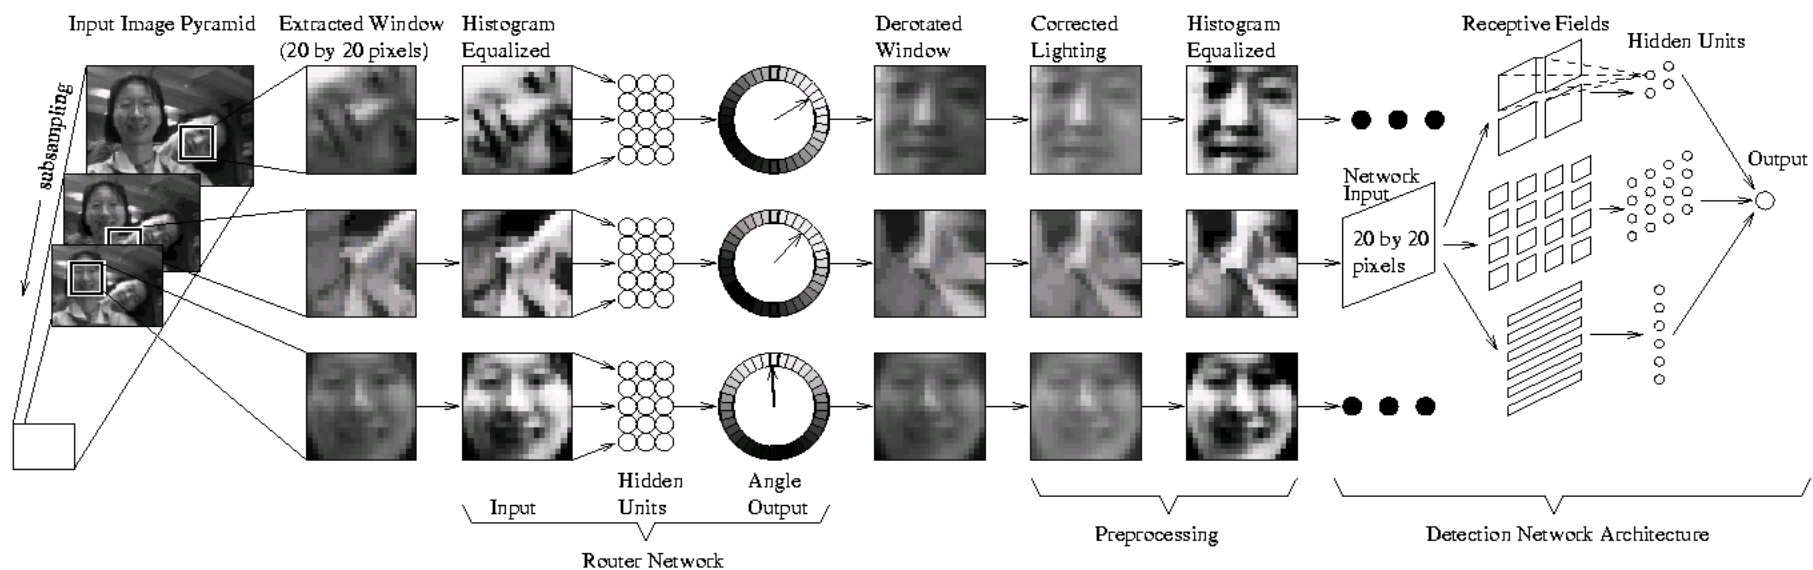 Input Image Pyramid
Extracted Window
(20 by 20 pixels)
Histogram
Equalized
Derotated
Window
Corrected
Lighting
Histogram
Equalized
Receptive Fields
Hidden Units
subsampling
Network
Input
20 by 20
pixels
Output
Input
Hidden
Units
Angle
Output
Router Network
Preprocessing
Detection Network Architecture